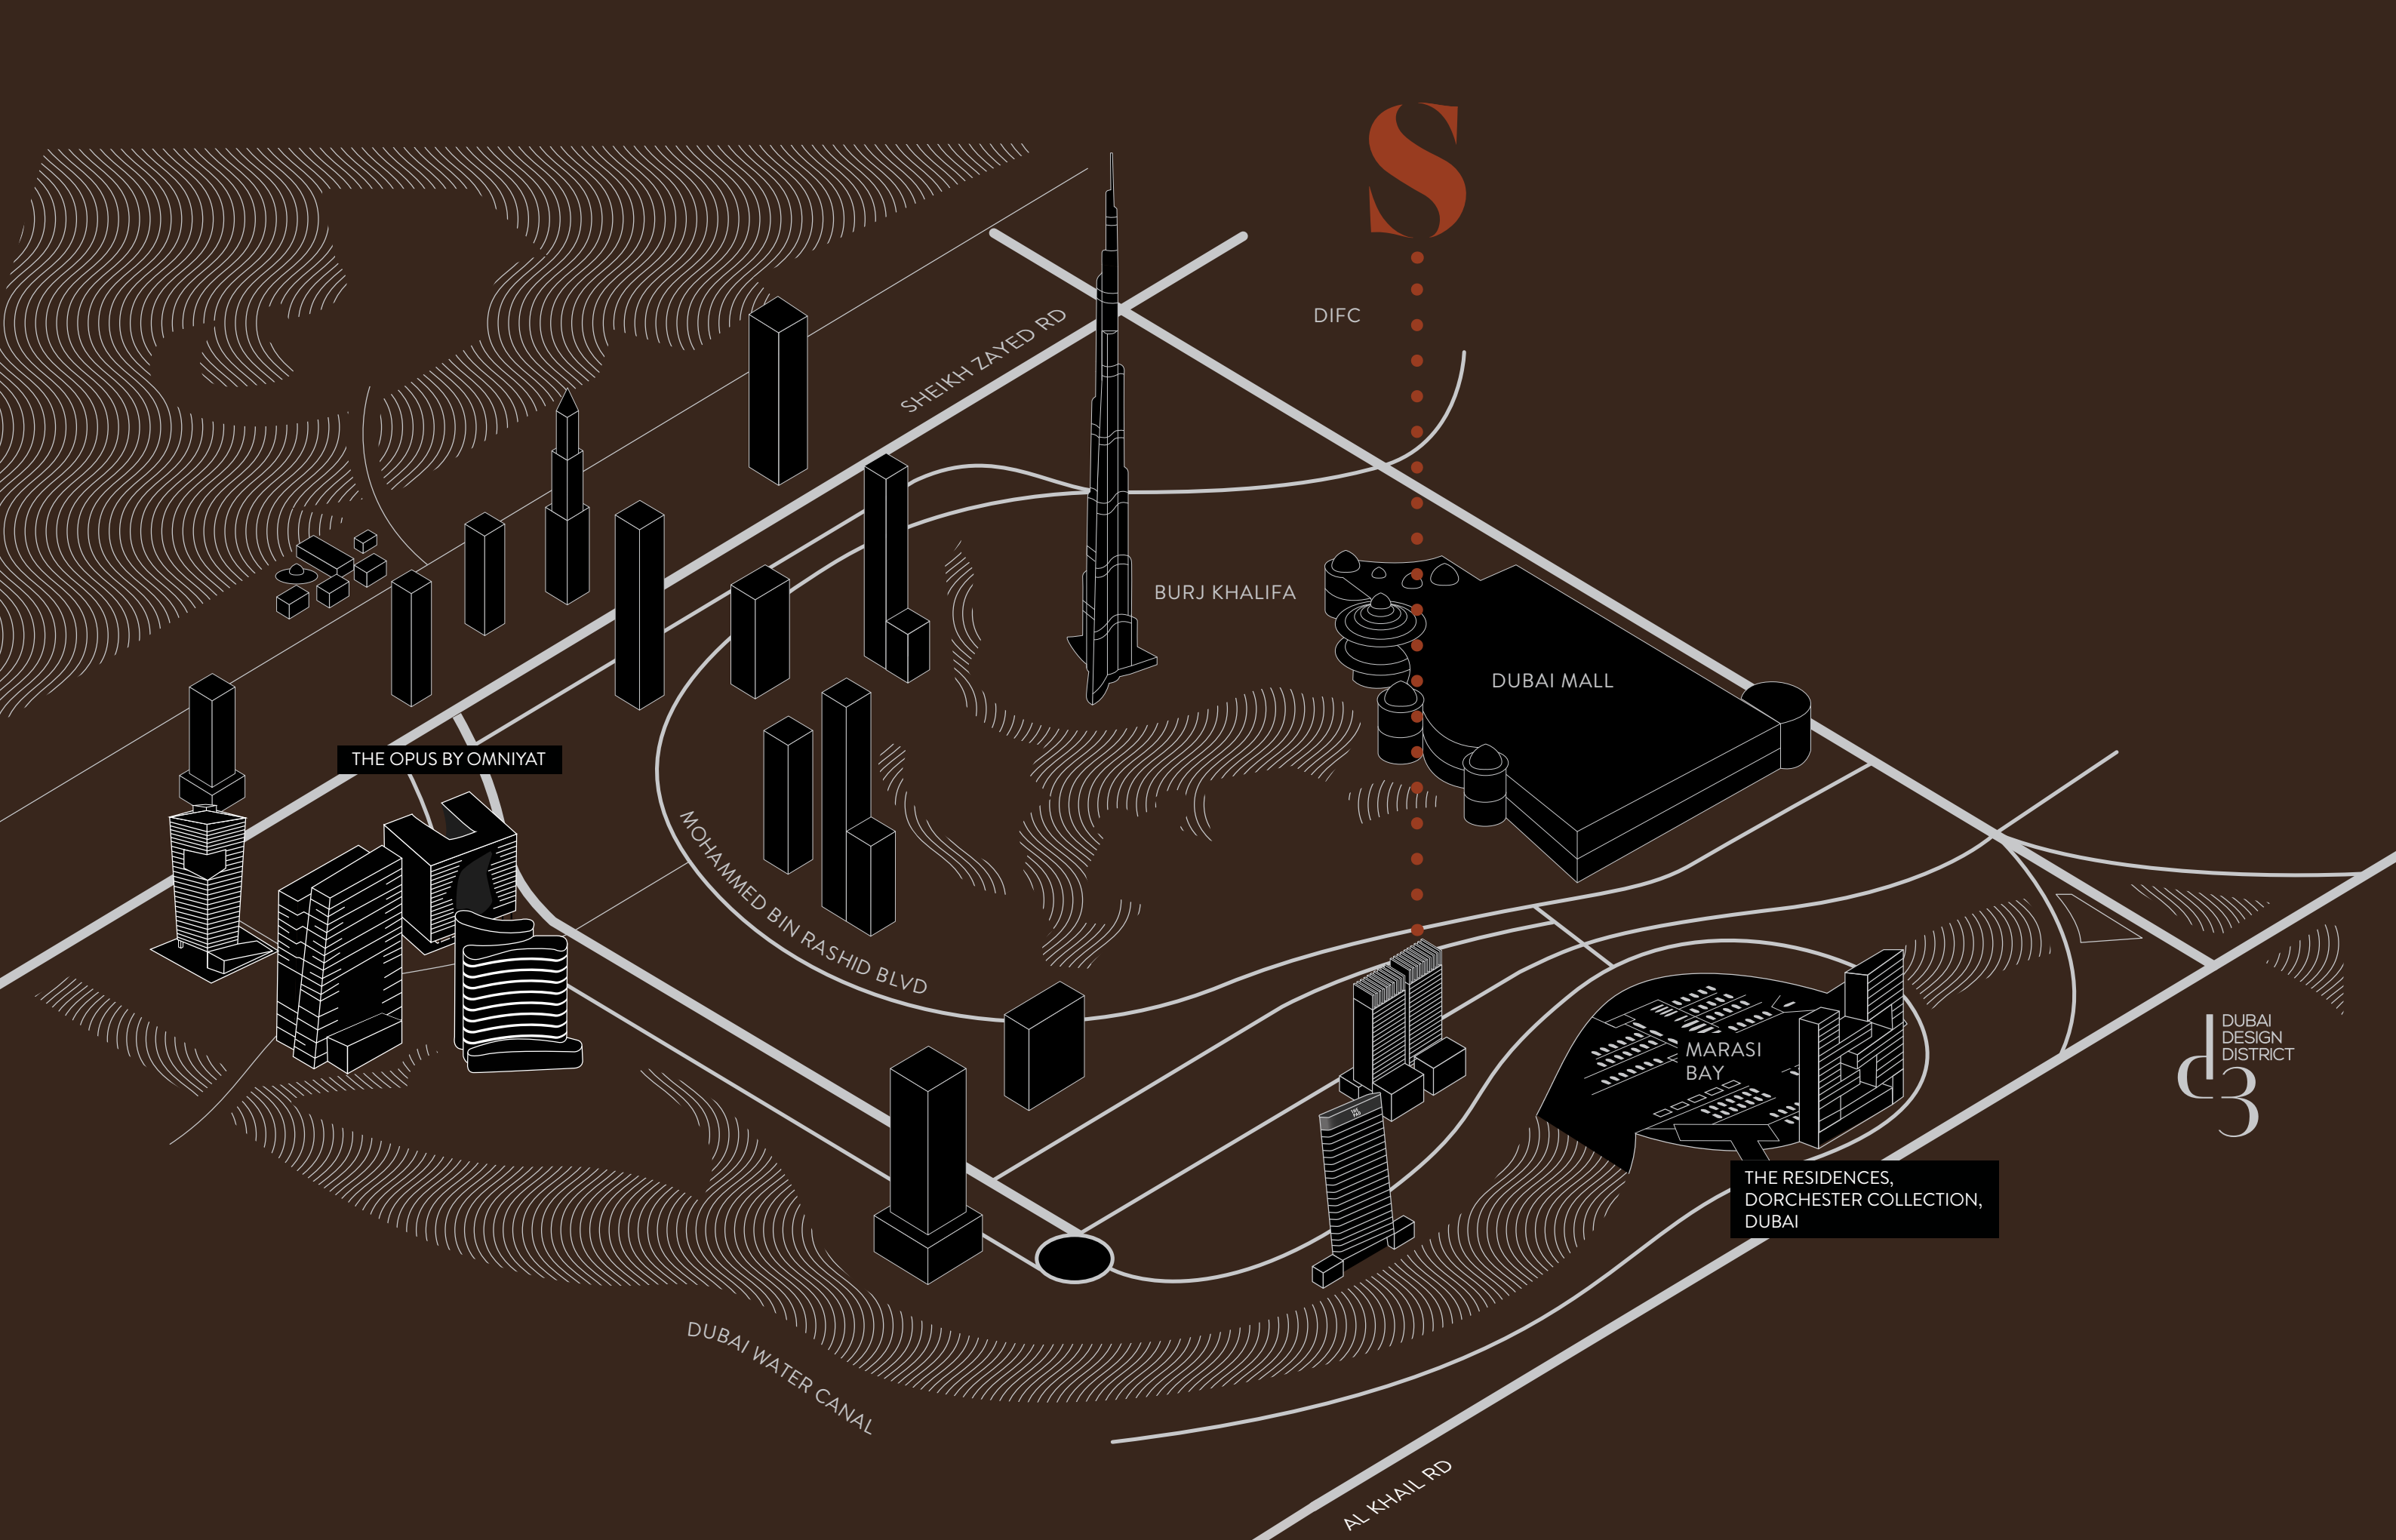 S
DIFC
SHEIKH ZAYED RD
BURJ KHALIFA
DUBAI MALL
THE OPUS BY OMNIYAT
MOHAMMED BIN RASHID BLVD
MARASI
BAY
DUBAI
DESIGN
DISTRICT
d3
THE RESIDENCES,
DORCHESTER COLLECTION,
DUBAI
DUBAI WATER CANAL
AL KHAIL RD